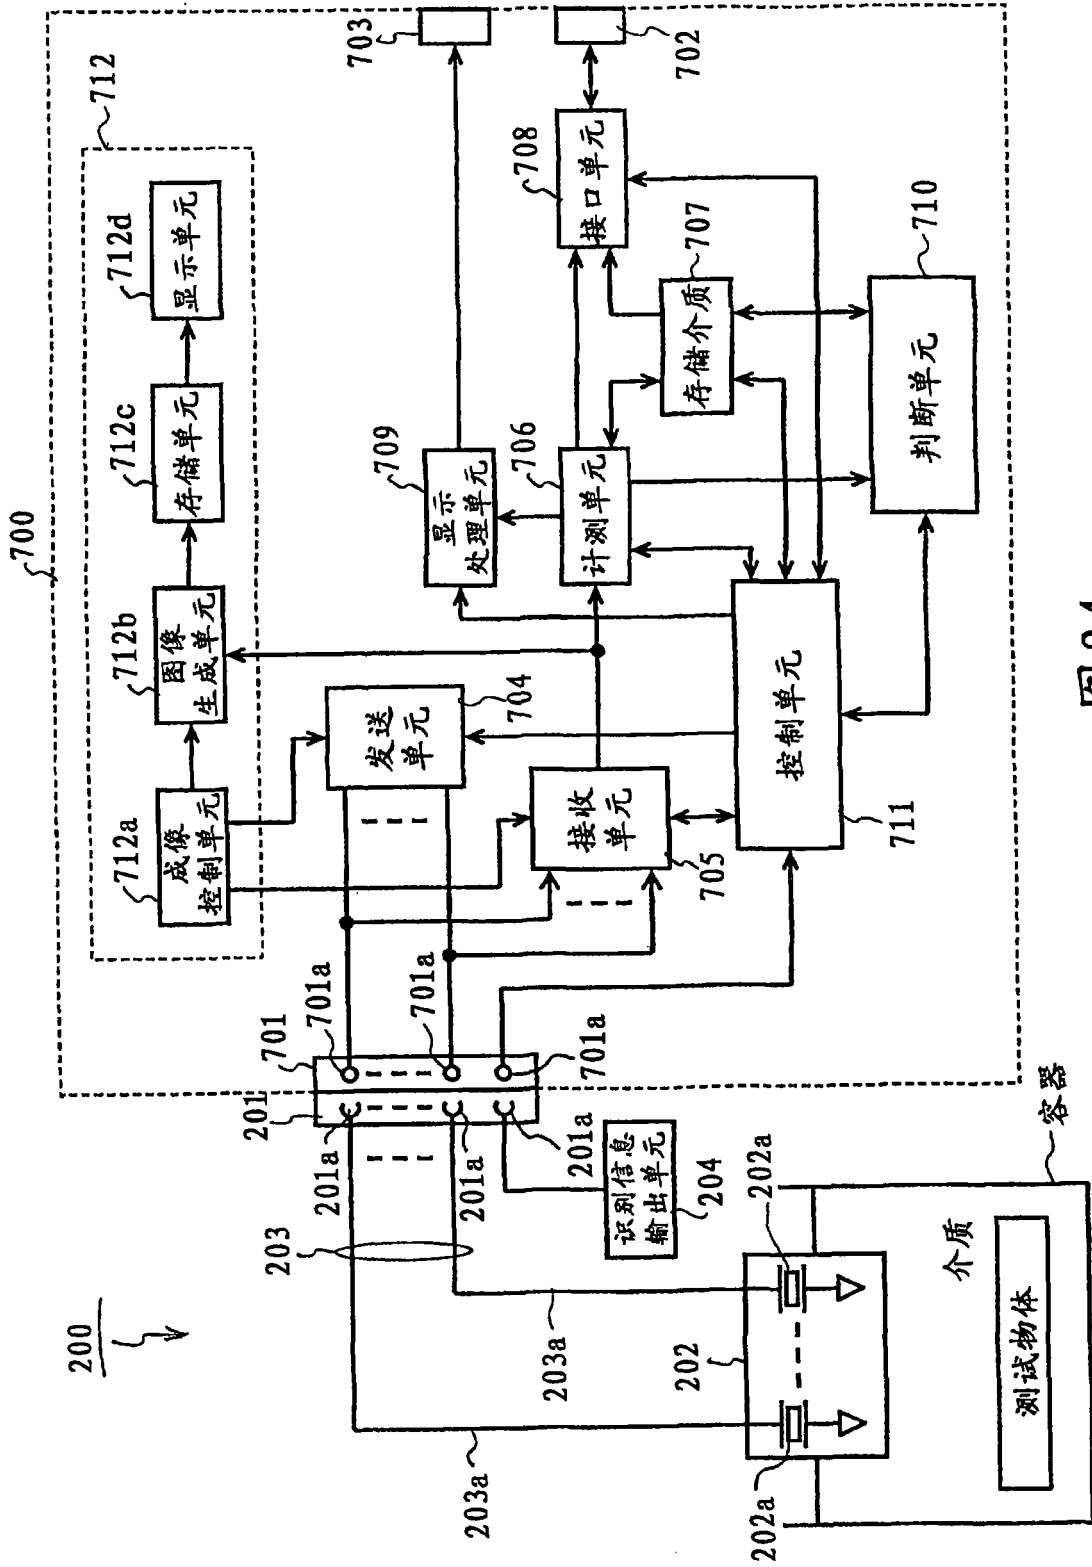 700
712
712a
成像
控制单元
712b
图像
生成单元
712c
存储单元
712d
显示单元
703
702
708
接口单元
709
显示
处理单元
706
计测单元
707
存储介质
710
判断单元
704
发送
单元
接收
单元
705
控制单元
711
701
701a
701a
701a
201
201a
201a
201a
识别信息
输出单元
204
203
203a
203a
200
202
202a
202a
容器
介质
测试物体